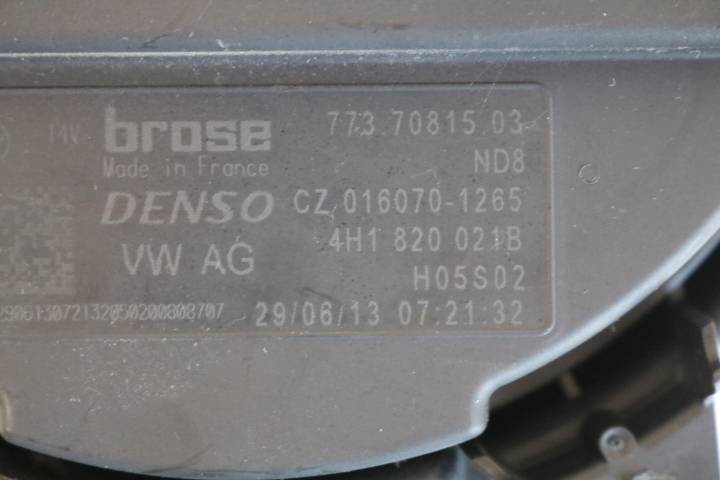 14V brose 773.70815.03
Made in France ND8
DENSO CZ 016070-1265
VW AG 4H1 820 021B
H05S02
290613072132050200808707 29/06/13 07:21:32